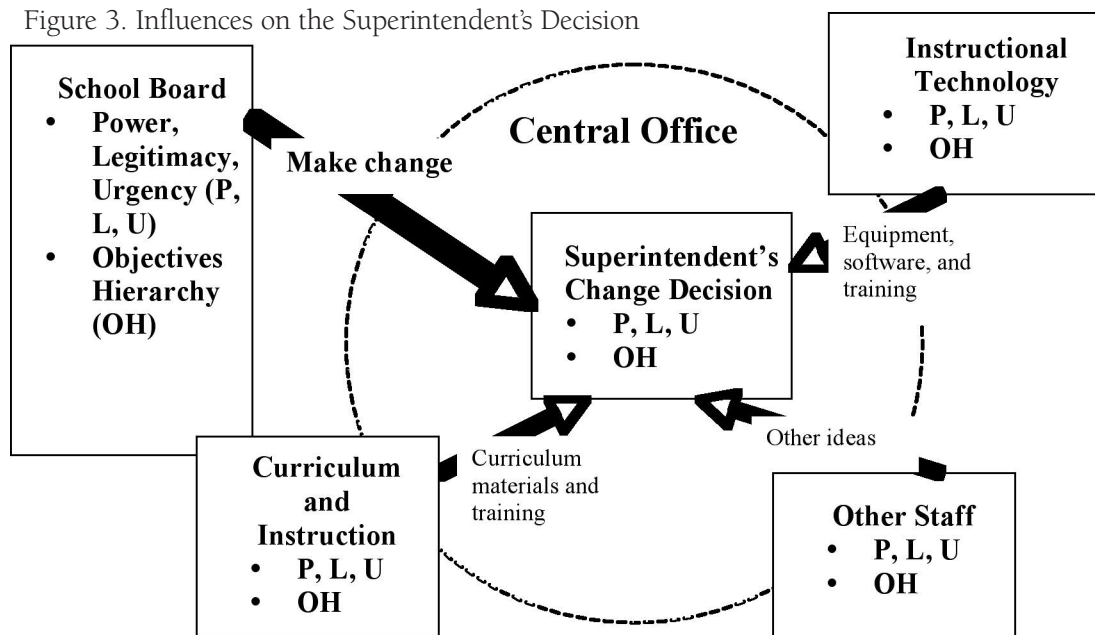 Figure 3. Influences on the Superintendent's Decision
School Board
• Power,
Legitimacy,
Urgency (P,
L, U)
• Objectives
Hierarchy
(OH)
Make change
Central Office
Instructional
Technology
• P, L, U
• OH
Equipment,
software, and
training
Superintendent's
Change Decision
• P, L, U
• OH
Curriculum
and
Instruction
• P, L, U
• OH
Curriculum
materials and
training
Other ideas
Other Staff
• P, L, U
• OH